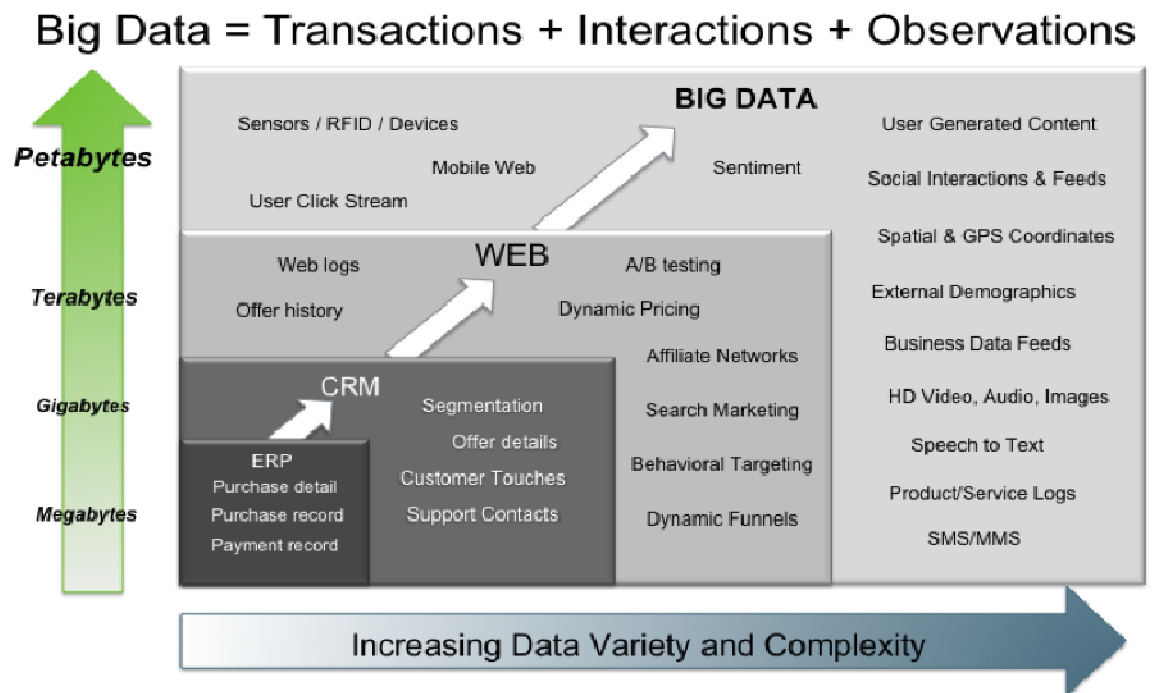 Big Data = Transactions + Interactions + Observations
Petabytes
Terabytes
Gigabytes
Megabytes
BIG DATA
Sensors / RFID / Devices
Mobile Web
User Click Stream
Sentiment
User Generated Content
Social Interactions & Feeds
Spatial & GPS Coordinates
External Demographics
Business Data Feeds
HD Video, Audio, Images
Speech to Text
Product/Service Logs
SMS/MMS
WEB
Web logs
Offer history
A/B testing
Dynamic Pricing
Affiliate Networks
Search Marketing
Behavioral Targeting
Dynamic Funnels
CRM
Segmentation
Offer details
Customer Touches
Support Contacts
ERP
Purchase detail
Purchase record
Payment record
Increasing Data Variety and Complexity